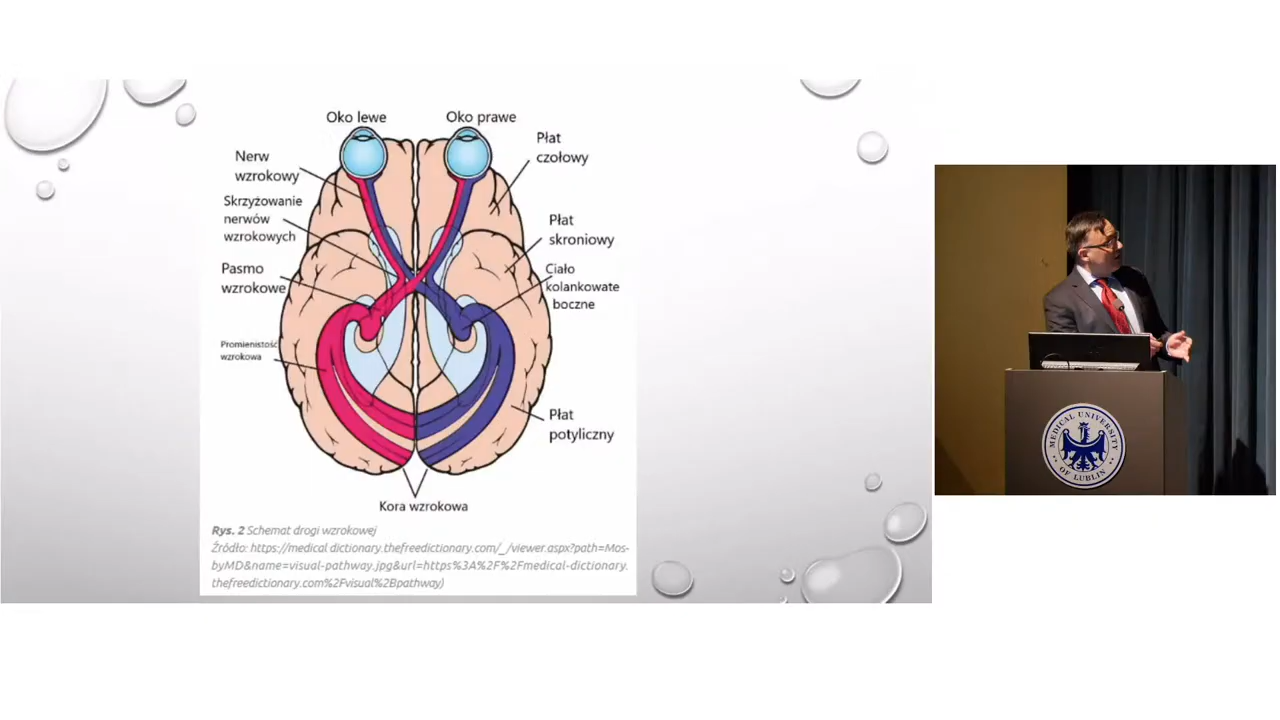 Oko lewe
Oko prawe
Nerw
wzrokowy
Skrzyżowanie
nerwów
wzrokowych
Pasmo
wzrokowe
Promienistość
wzrokowa
Płat
czołowy
Płat
skroniowy
Ciało
kolankowate
boczne
Płat
potyliczny
Kora wzrokowa
Rys. 2 Schemat drogi wzrokowej
Źródło: https://medical dictionary.thefreedictionary.com/_/viewer.aspx?path=Mos-
byMD&name=visual-pathway.jpg&url=https%3A%2F%2Fmedical-dictionary.
thefreedictionary.com%2Fvisual%2Bpathway)
MEDICAL UNIVERSITY
OF LUBLIN